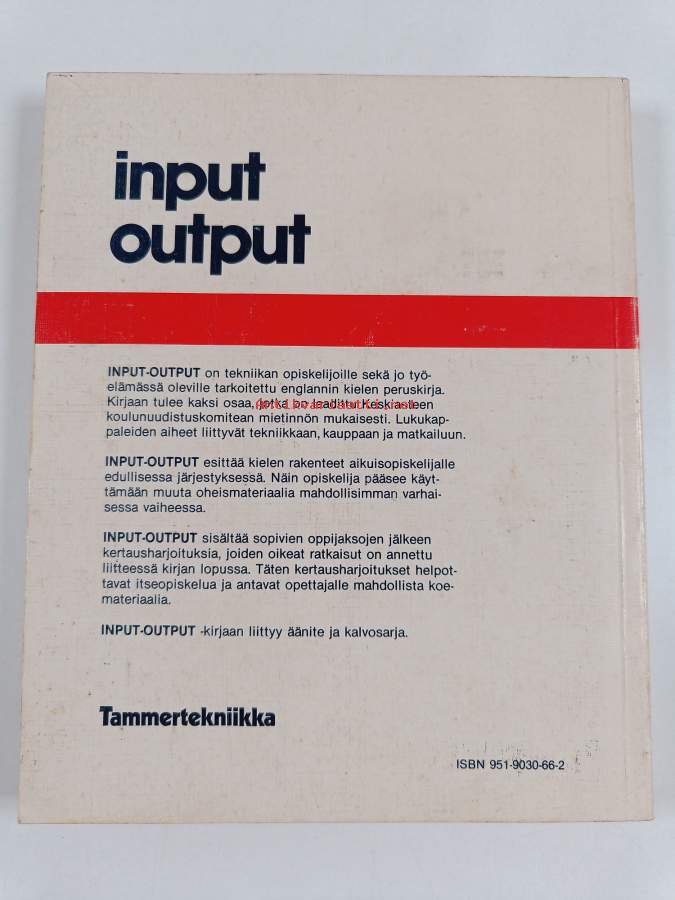 input
output
INPUT-OUTPUT on tekniikan opiskelijoille sekä jo työ-
elämässä oleville tarkoitettu englannin kielen peruskirja.
Kirjaan tulee kaksi osaa, jotka on laadittu Keskiasteen
koulunuudistuskomitean mietinnön mukaisesti. Lukukap-
paleiden aiheet liittyvät tekniikkaan, kauppaan ja matkailuun.
INPUT-OUTPUT esittää kielen rakenteet aikuisopiskelijalle
edullisessa järjestyksessä. Näin opiskelija pääsee käyt-
tämään muuta oheismateriaalia mahdollisimman varhai-
sessa vaiheessa.
INPUT-OUTPUT sisältää sopivien oppijaksojen jälkeen
kertausharjoituksia, joiden oikeat ratkaisut on annettu
liitteessä kirjan lopussa. Täten kertausharjoitukset helpot-
tavat itseopiskelua ja antavat opettajalle mahdollista koe-
materiaalia.
INPUT-OUTPUT -kirjaan liittyy äänite ja kalvosarja.
Tammertekniikka
ISBN 951-9030-66-2